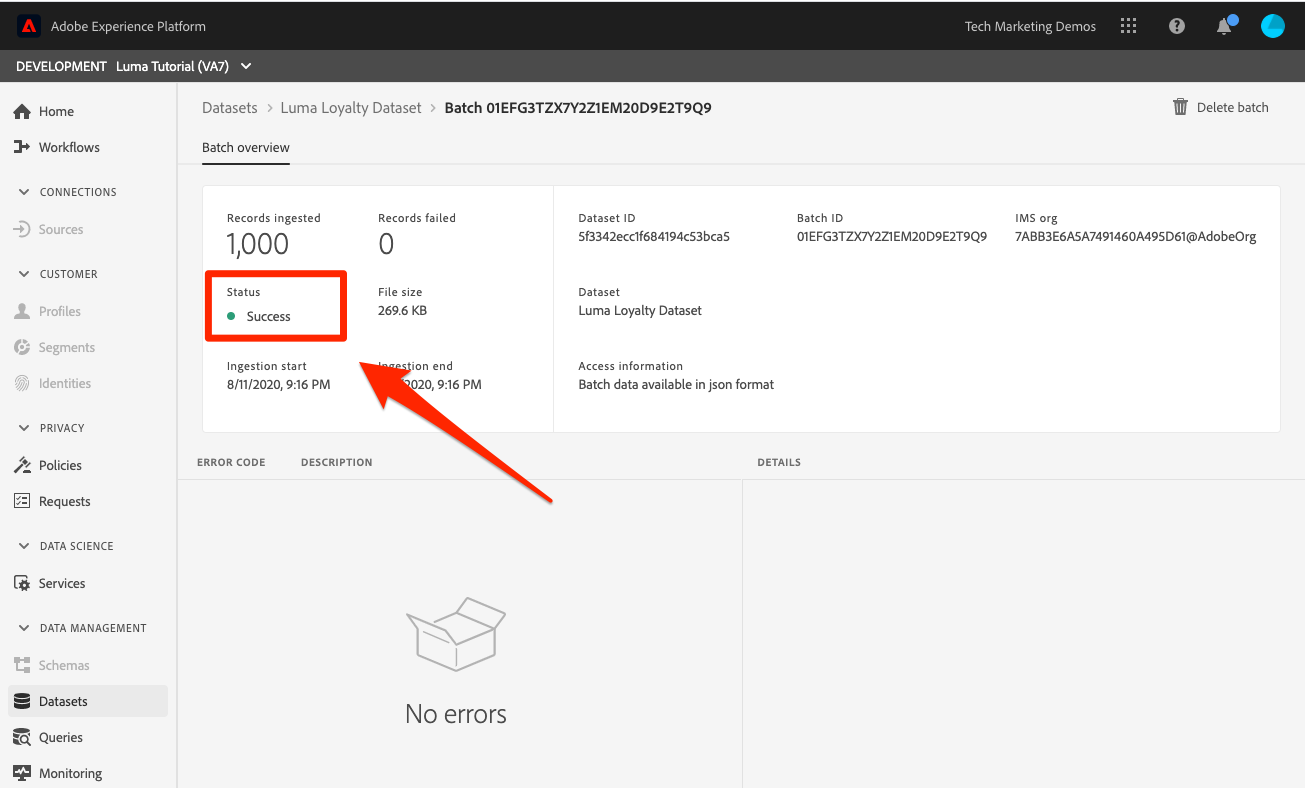 Adobe Experience Platform
Tech Marketing Demos
DEVELOPMENT Luma Tutorial (VA7)
Home
Workflows
CONNECTIONS
Sources
CUSTOMER
Profiles
Segments
Identities
PRIVACY
Policies
Requests
DATA SCIENCE
Services
DATA MANAGEMENT
Schemas
Datasets
Queries
Monitoring
Datasets > Luma Loyalty Dataset > Batch 01EFG3TZX7Y2Z1EM20D9E2T9Q9
Delete batch
Batch overview
Records ingested
1,000
Records failed
0
Status
Success
File size
269.6 KB
Ingestion start
8/11/2020, 9:16 PM
Ingestion end
2020, 9:16 PM
Dataset ID
5f3342ecc1f684194c53bca5
Batch ID
01EFG3TZX7Y2Z1EM20D9E2T9Q9
IMS org
7ABB3E6A5A7491460A495D61@AdobeOrg
Dataset
Luma Loyalty Dataset
Access information
Batch data available in json format
ERROR CODE
DESCRIPTION
DETAILS
No errors